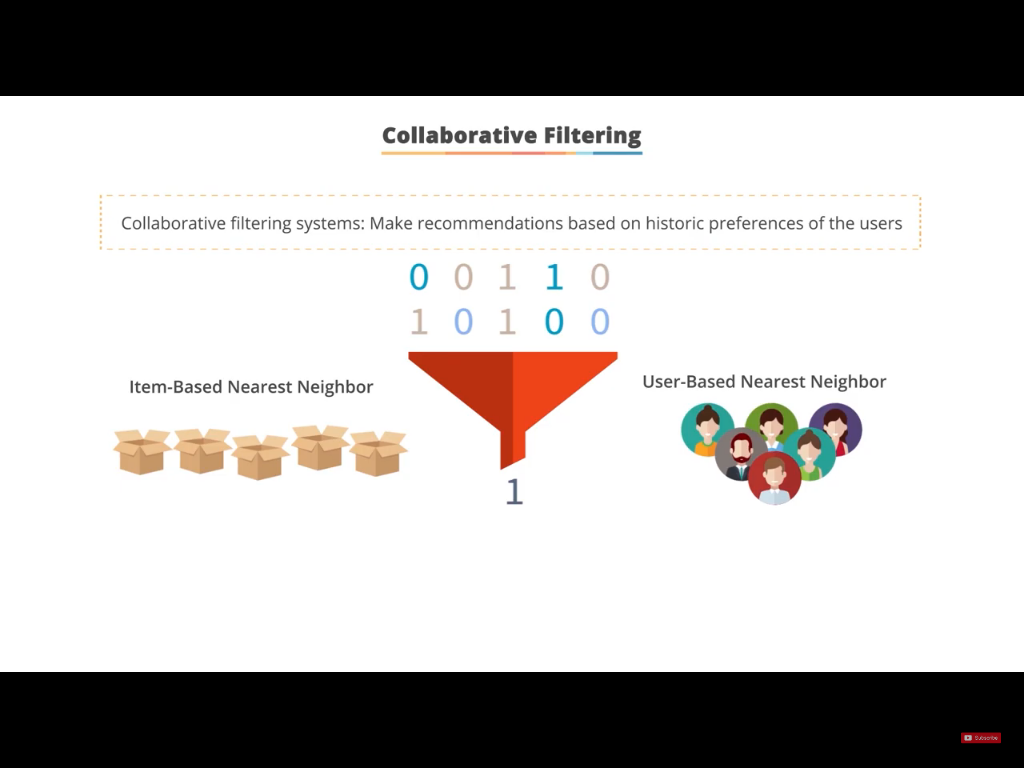 Collaborative Filtering
Collaborative filtering systems: Make recommendations based on historic preferences of the users
0 0 1 1 0
1 0 1 0 0
Item-Based Nearest Neighbor
User-Based Nearest Neighbor
1
Subscribe